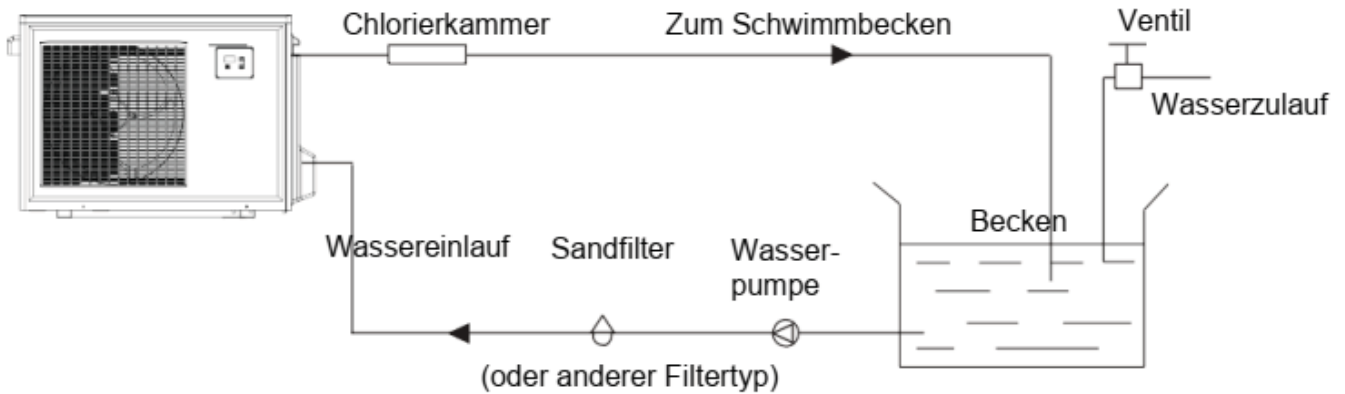 Chlorierkammer
Zum Schwimmbecken
Ventil
Wasserzulauf
Becken
Wassereinlauf
Sandfilter
Wasser-
pumpe
(oder anderer Filtertyp)